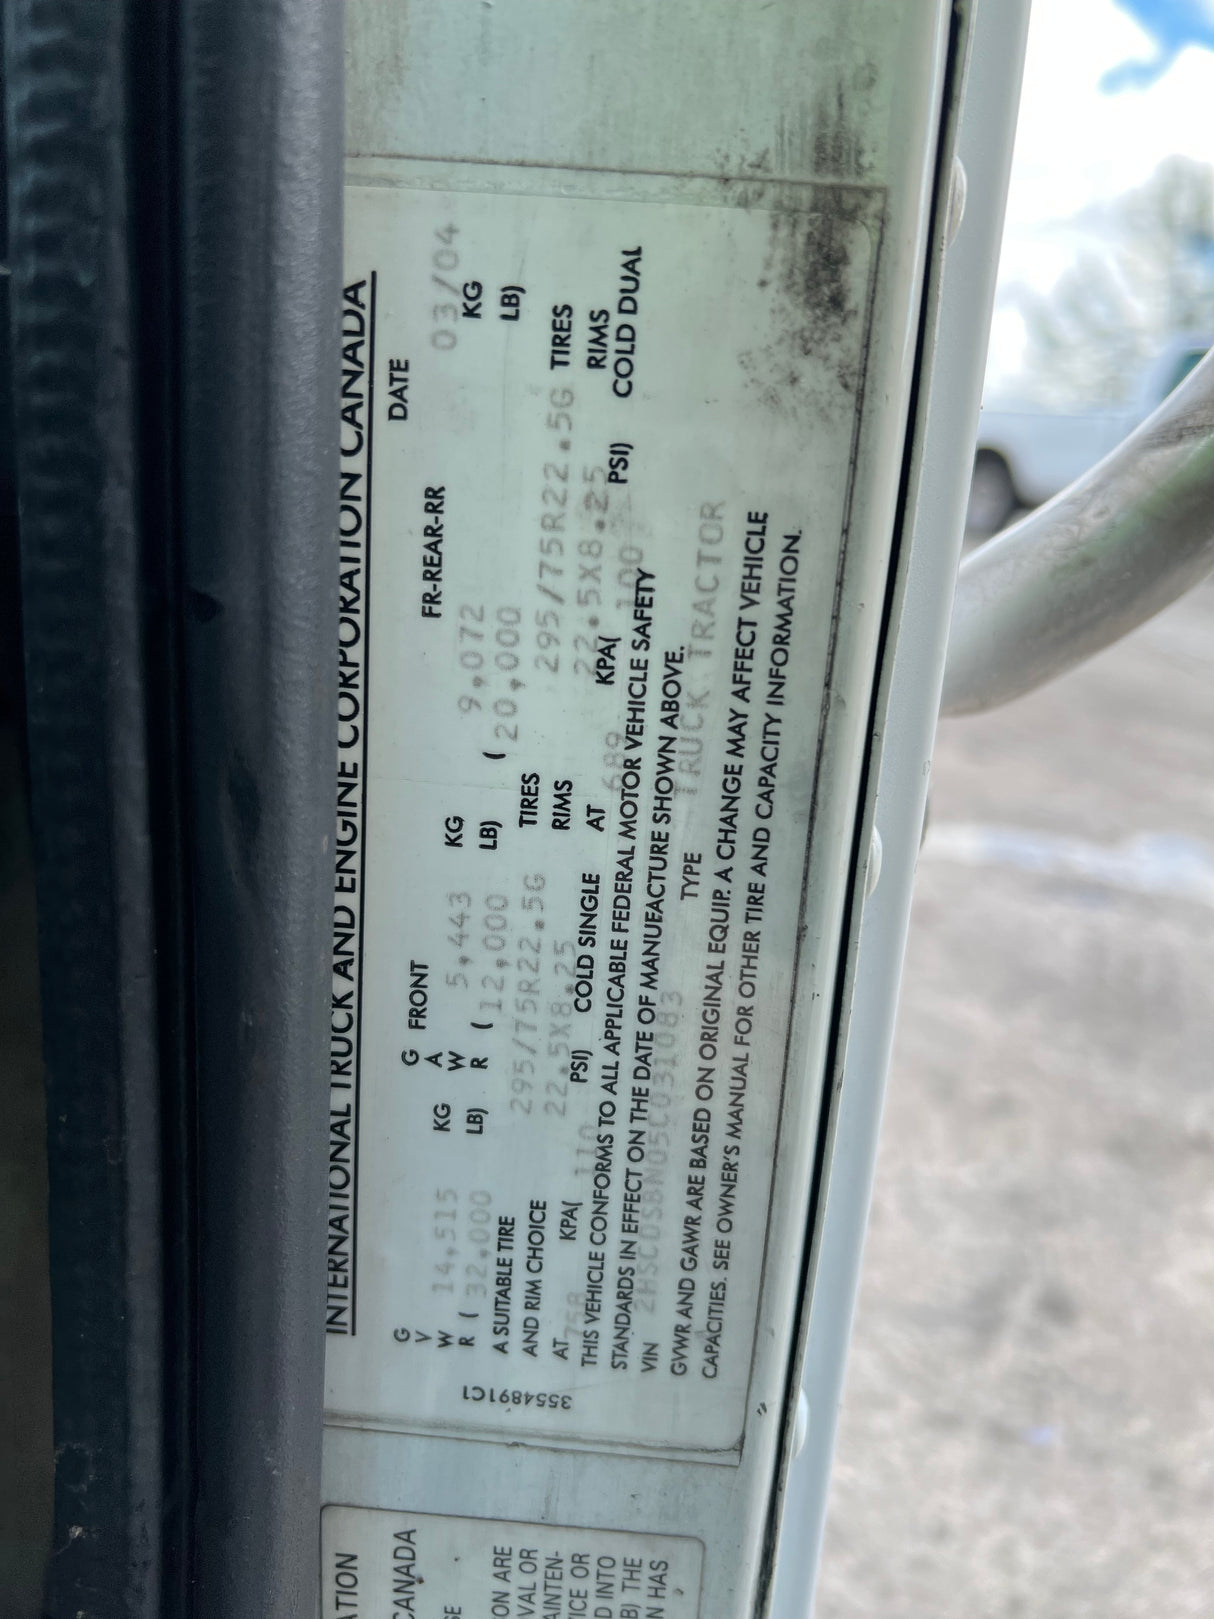 INTERNATIONAL TRUCK AND ENGINE CORPORATION CANADA
DATE 03/04
G V W R 14,515 KG
( 32,000 LB)
G A W R FRONT 5,443 KG
( 12,000 LB)
FR-REAR-RR 9,072 KG
( 20,000 LB)
A SUITABLE TIRE 295/75R22.5G TIRES 295/75R22.5G TIRES
AND RIM CHOICE 22.5X8.25 RIMS 22.5X8.25 RIMS
AT 758 KPA( 110 PSI) COLD SINGLE AT 689 KPA( 100 PSI) COLD DUAL
THIS VEHICLE CONFORMS TO ALL APPLICABLE FEDERAL MOTOR VEHICLE SAFETY
STANDARDS IN EFFECT ON THE DATE OF MANUFACTURE SHOWN ABOVE.
VIN 2HSCDSBN05C031083 TYPE TRUCK TRACTOR
GVWR AND GAWR ARE BASED ON ORIGINAL EQUIP. A CHANGE MAY AFFECT VEHICLE
CAPACITIES. SEE OWNER'S MANUAL FOR OTHER TIRE AND CAPACITY INFORMATION.
3554891C1
ATION
CANADA
SE
ON ARE
VAL OR
AINTEN-
ICE OR
D INTO
B) THE
N HAS